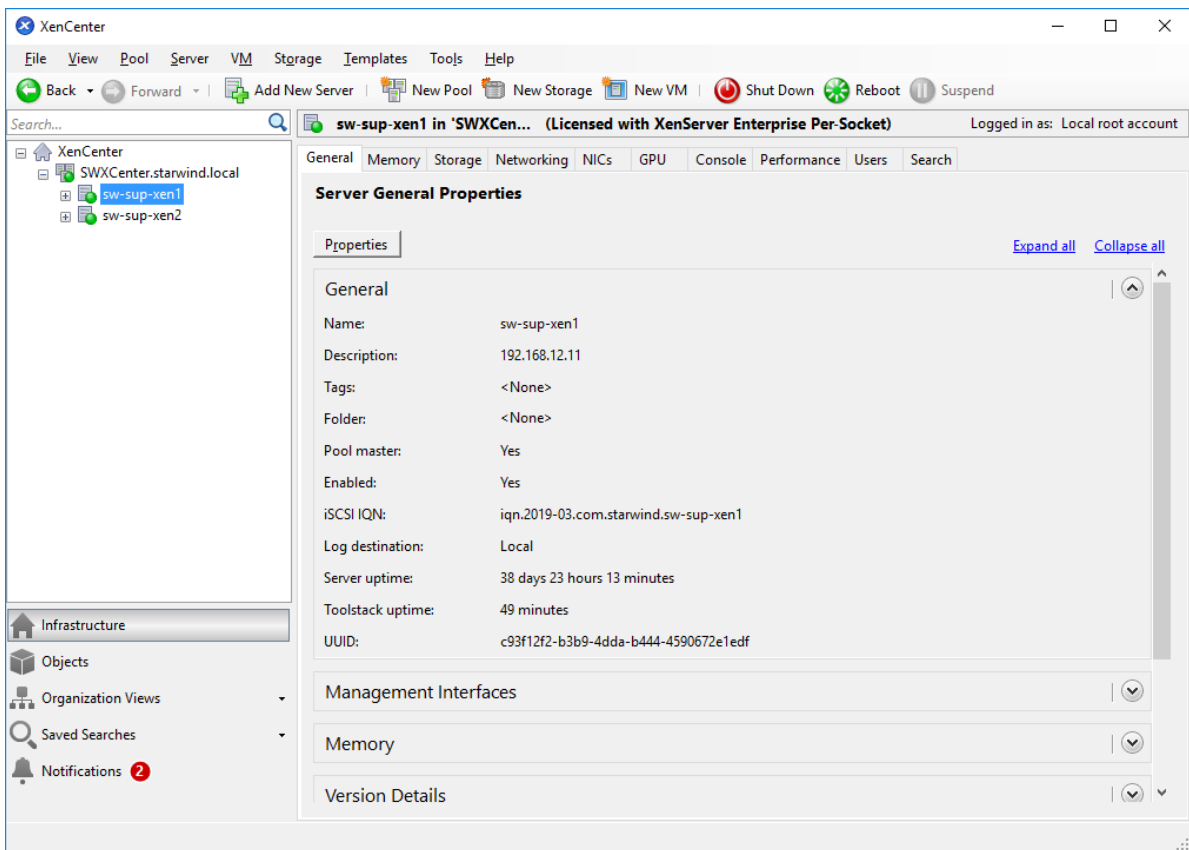 XenCenter
File View Pool Server VM Storage Templates Tools Help
Back Forward Add New Server New Pool New Storage New VM Shut Down Reboot Suspend
Search...
sw-sup-xen1 in 'SWXCen... (Licensed with XenServer Enterprise Per-Socket) Logged in as: Local root account
XenCenter
SWXCenter.starwind.local
sw-sup-xen1
sw-sup-xen2
General Memory Storage Networking NICs GPU Console Performance Users Search
Server General Properties
Properties Expand all Collapse all
General
Name: sw-sup-xen1
Description: 192.168.12.11
Tags: <None>
Folder: <None>
Pool master: Yes
Enabled: Yes
iSCSI IQN: iqn.2019-03.com.starwind.sw-sup-xen1
Log destination: Local
Server uptime: 38 days 23 hours 13 minutes
Toolstack uptime: 49 minutes
UUID: c93f12f2-b3b9-4dda-b444-4590672e1edf
Management Interfaces
Memory
Version Details
Infrastructure
Objects
Organization Views
Saved Searches
Notifications 2